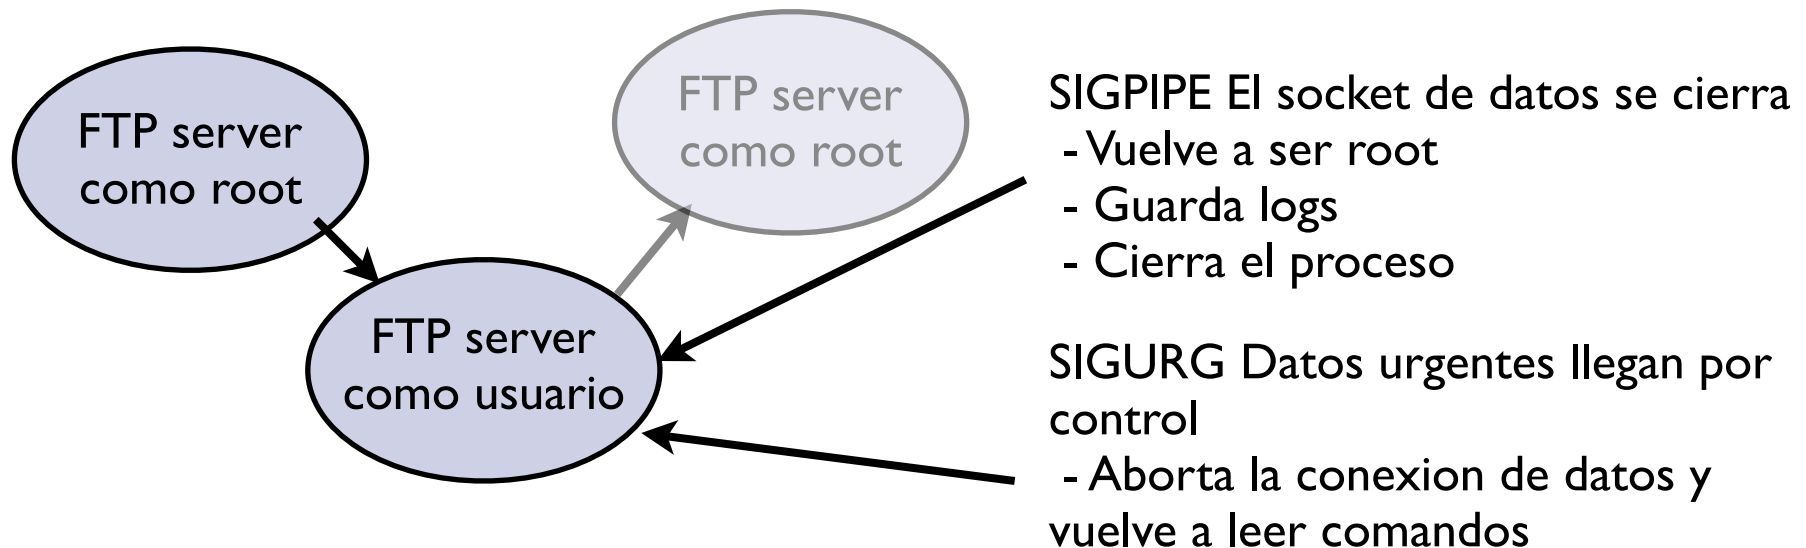 FTP server
como root
FTP server
como root
FTP server
como usuario
SIGPIPE El socket de datos se cierra
- Vuelve a ser root
- Guarda logs
- Cierra el proceso
SIGURG Datos urgentes llegan por
control
- Aborta la conexion de datos y
vuelve a leer comandos